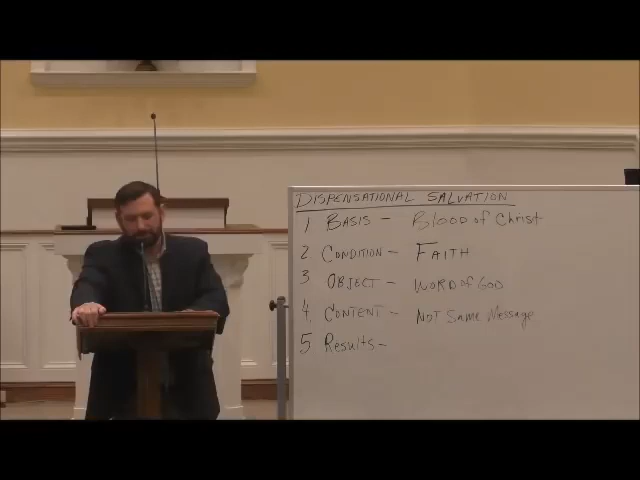 DISPENSATIONAL SALVATION
1 BASIS - Blood of Christ
2 CONDITION - FAITH
3 OBJECT - WORD of GOD
4 CONTENT - NOT Same Message
5 Results -